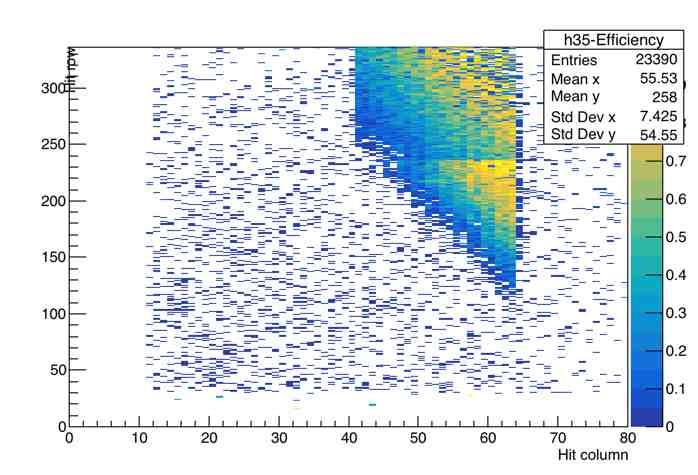 h35-Efficiency
Entries 23390
Mean x 55.53
Mean y 258
Std Dev x 7.425
Std Dev y 54.55
300
250
200
150
100
50
0
0 10 20 30 40 50 60 70 80
Hit column
0.7
0.6
0.5
0.4
0.3
0.2
0.1
0